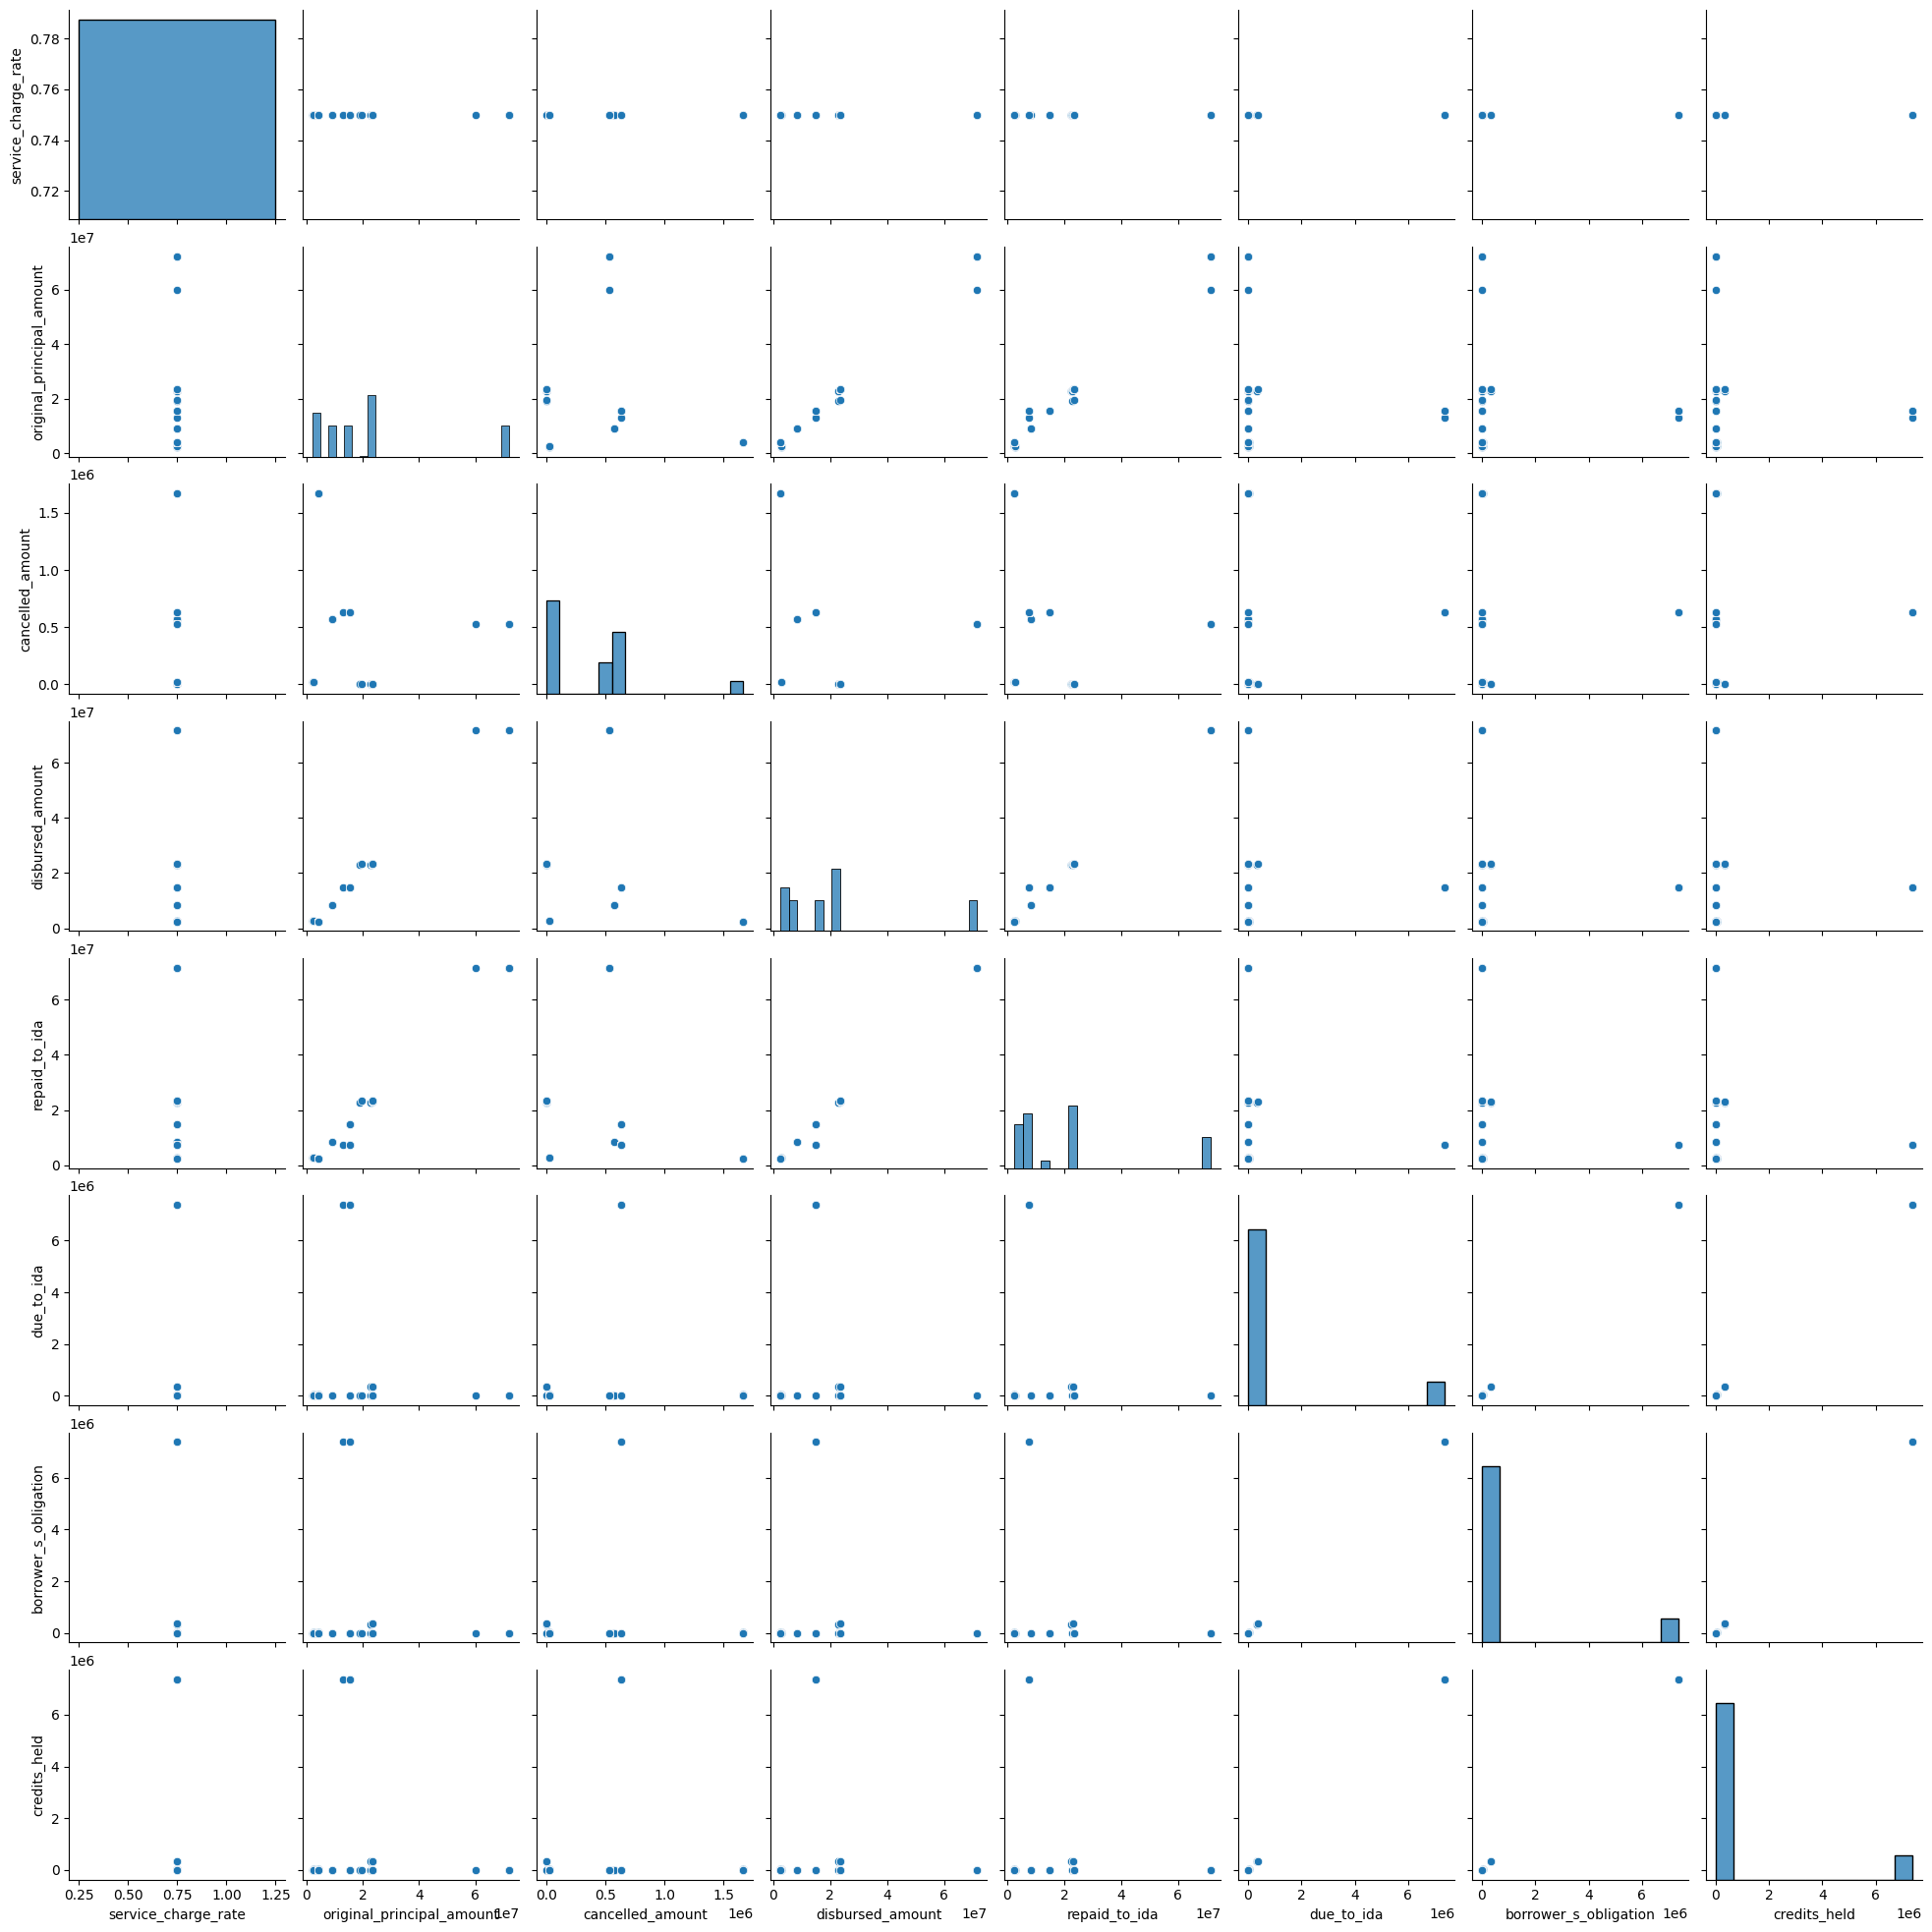 0.78
0.76
0.74
0.72
service_charge_rate
1e7
6
4
2
0
original_principal_amount
1e6
1.5
1.0
0.5
0.0
cancelled_amount
1e7
6
4
2
0
disbursed_amount
1e7
6
4
2
0
repaid_to_ida
1e6
6
4
2
0
due_to_ida
1e6
6
4
2
0
borrower_s_obligation
1e6
6
4
2
0
credits_held
0.25 0.50 0.75 1.00 1.25 0 2 4 6 0.0 0.5 1.0 1.5 0 2 4 6 0 2 4 6 0 2 4 6 0 2 4 6 0 2 4 6
service_charge_rate original_principal_amount 1e7 cancelled_amount 1e6 disbursed_amount 1e7 repaid_to_ida 1e7 due_to_ida 1e6 borrower_s_obligation 1e6 credits_held 1e6